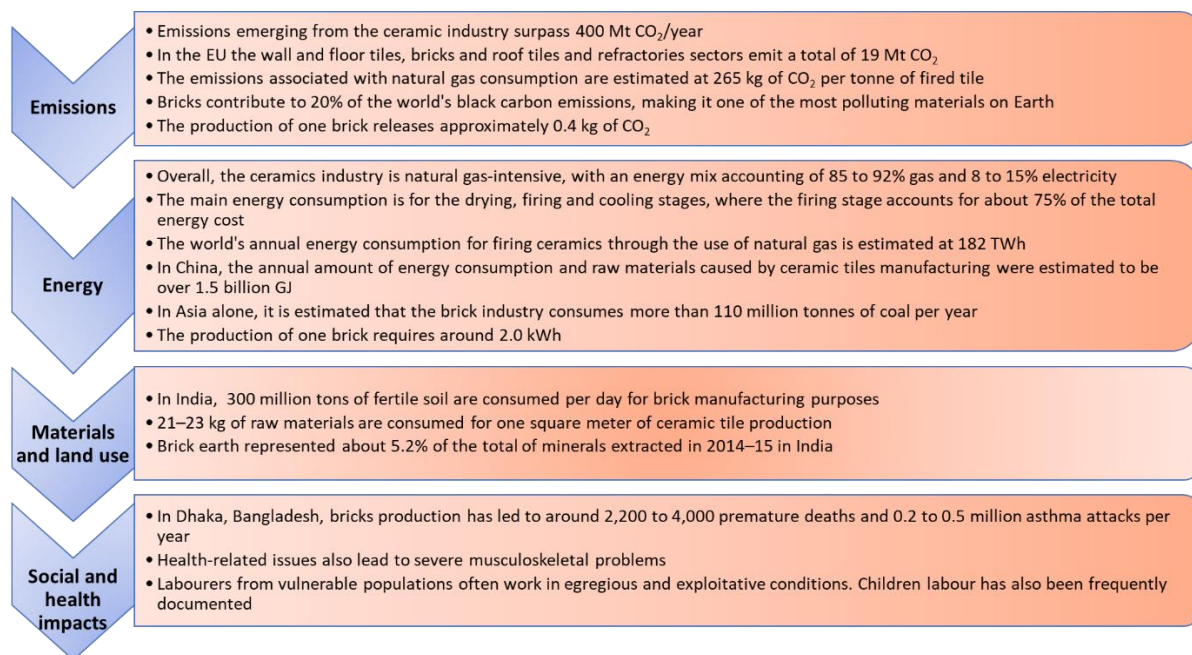 Emissions
• Emissions emerging from the ceramic industry surpass 400 Mt CO₂/year
• In the EU the wall and floor tiles, bricks and roof tiles and refractories sectors emit a total of 19 Mt CO₂
• The emissions associated with natural gas consumption are estimated at 265 kg of CO₂ per tonne of fired tile
• Bricks contribute to 20% of the world's black carbon emissions, making it one of the most polluting materials on Earth
• The production of one brick releases approximately 0.4 kg of CO₂
Energy
• Overall, the ceramics industry is natural gas-intensive, with an energy mix accounting of 85 to 92% gas and 8 to 15% electricity
• The main energy consumption is for the drying, firing and cooling stages, where the firing stage accounts for about 75% of the total
energy cost
• The world's annual energy consumption for firing ceramics through the use of natural gas is estimated at 182 TWh
• In China, the annual amount of energy consumption and raw materials caused by ceramic tiles manufacturing were estimated to be
over 1.5 billion GJ
• In Asia alone, it is estimated that the brick industry consumes more than 110 million tonnes of coal per year
• The production of one brick requires around 2.0 kWh
Materials
and land use
• In India, 300 million tons of fertile soil are consumed per day for brick manufacturing purposes
• 21–23 kg of raw materials are consumed for one square meter of ceramic tile production
• Brick earth represented about 5.2% of the total of minerals extracted in 2014–15 in India
Social and
health
impacts
• In Dhaka, Bangladesh, bricks production has led to around 2,200 to 4,000 premature deaths and 0.2 to 0.5 million asthma attacks per
year
• Health-related issues also lead to severe musculoskeletal problems
• Labourers from vulnerable populations often work in egregious and exploitative conditions. Children labour has also been frequently
documented